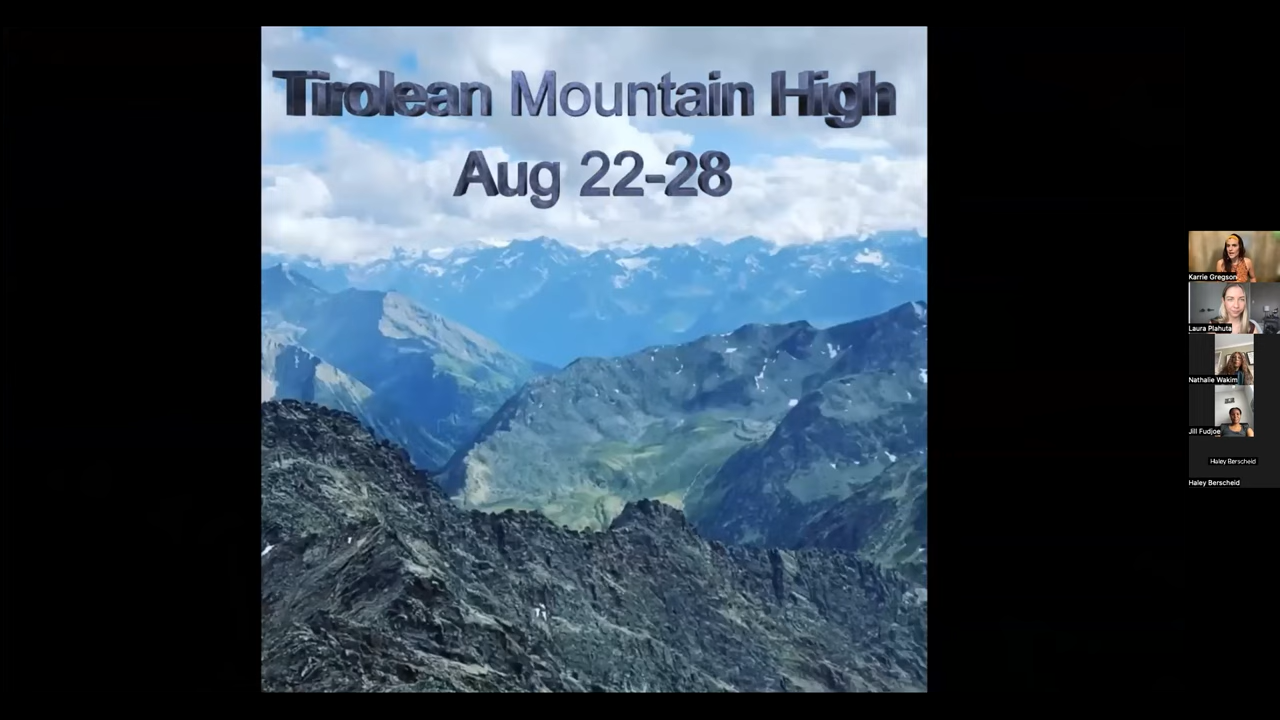 Tirolean Mountain High
Aug 22-28
Karrie Gregson
Laura Plahuta
Nathalie Wakim
Jill Fudjoe
Haley Berscheid
Haley Berscheid